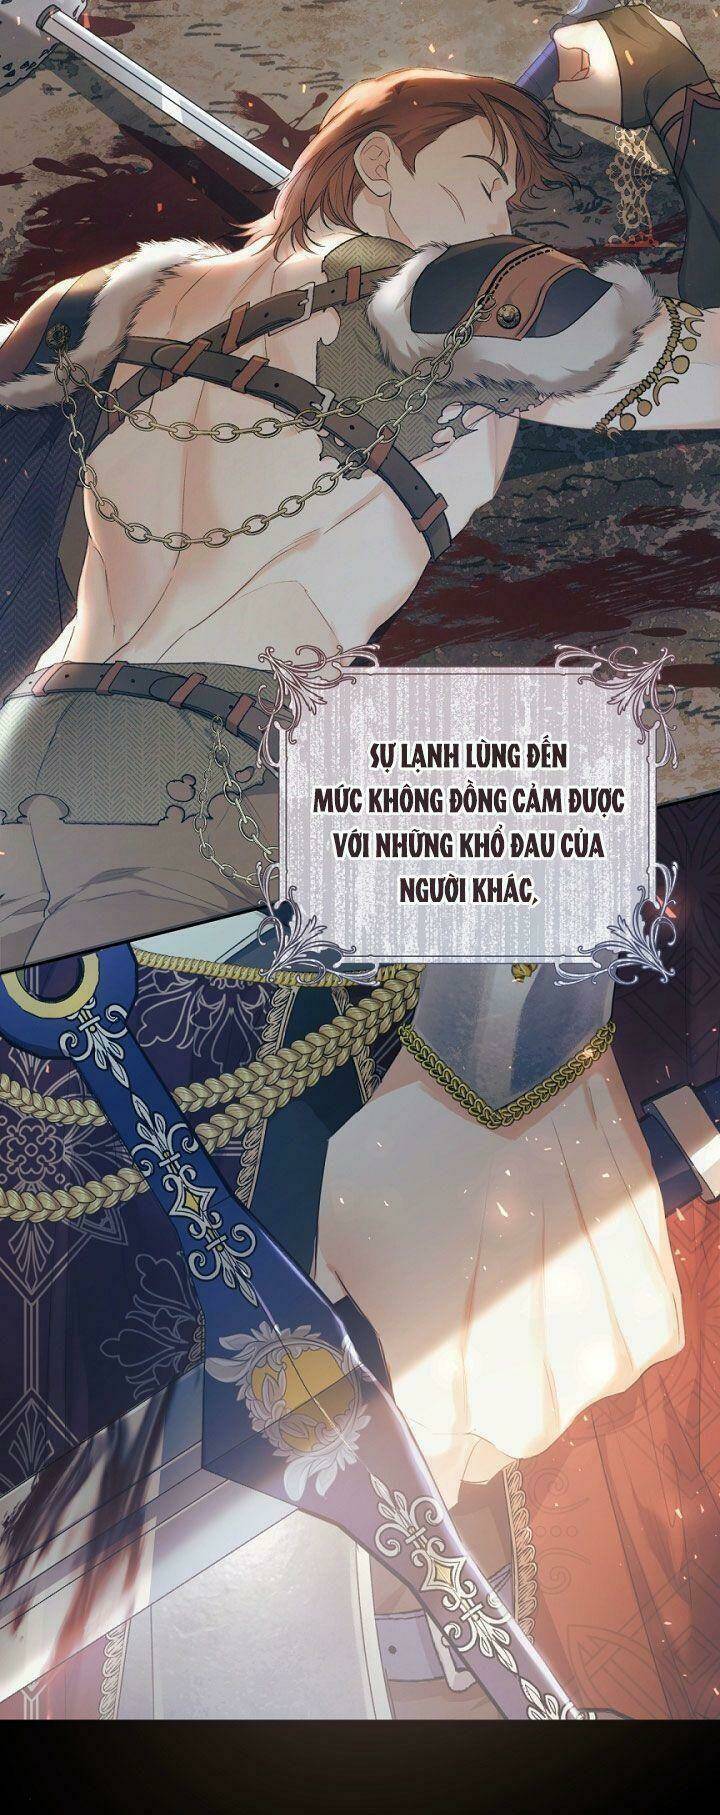 SỰ LẠNH LÙNG ĐẾN
MỨC KHÔNG ĐỒNG CẢM ĐƯỢC
VỚI NHỮNG KHỔ ĐAU CỦA
NGƯỜI KHÁC,